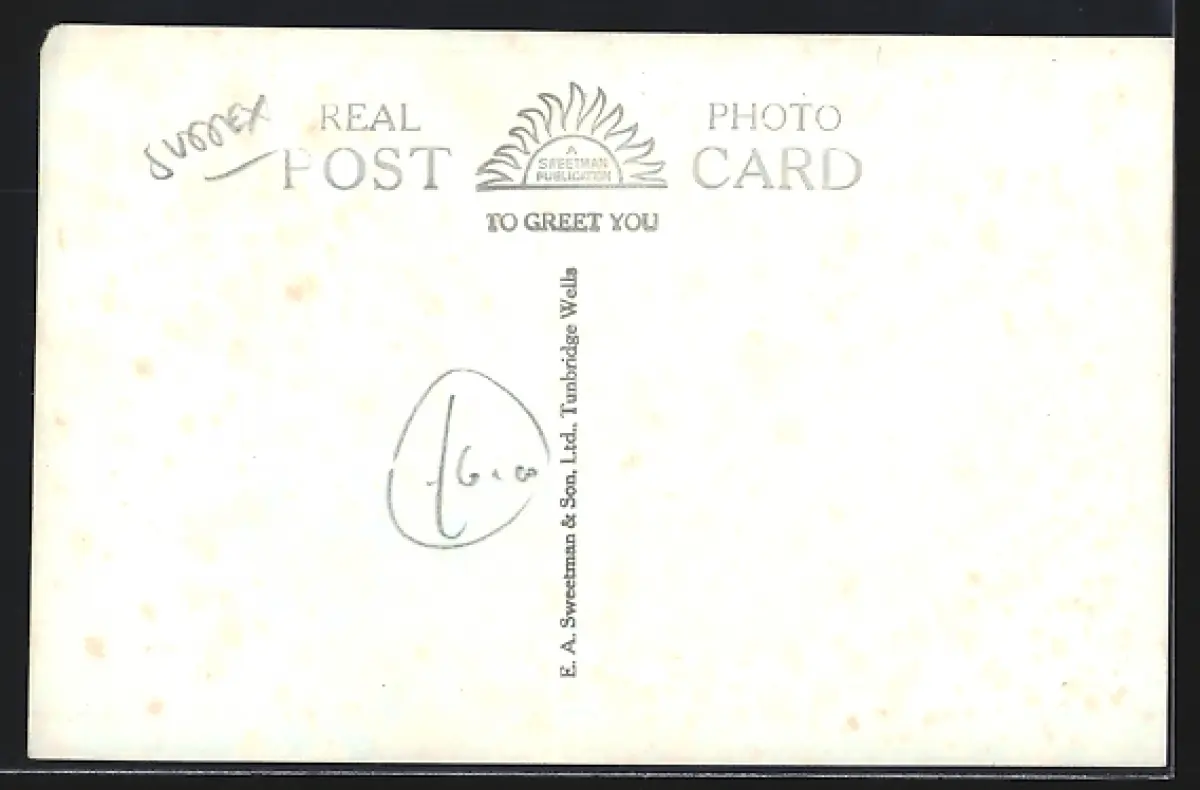 SUSSEX
REAL PHOTO
POST CARD
A
SWEETMAN
PUBLICATION
TO GREET YOU
E. A. Sweetman & Son, Ltd., Tunbridge Wells